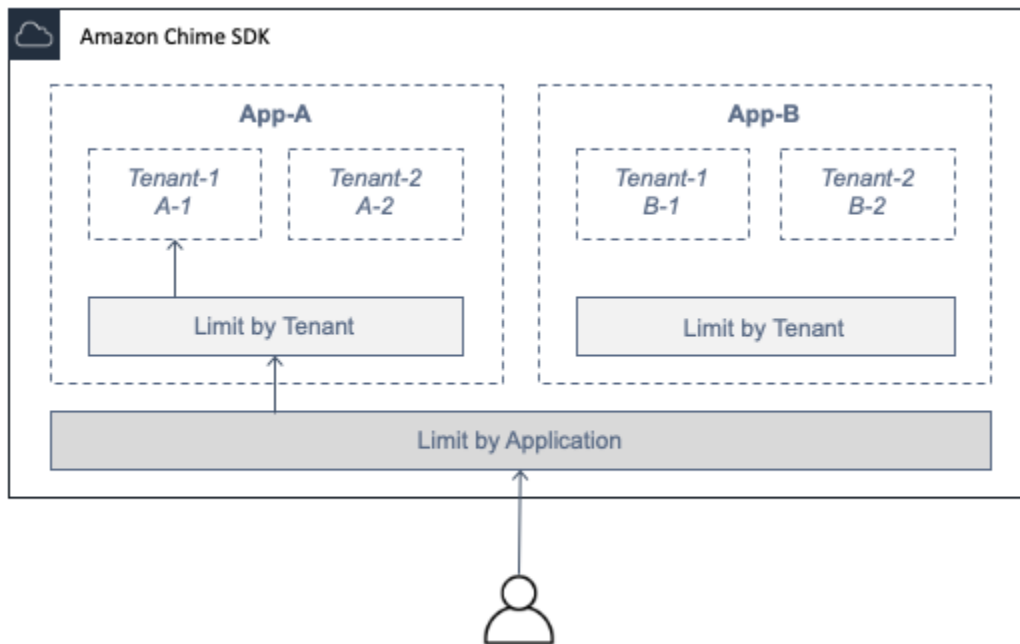 Amazon Chime SDK
App-A
App-B
Tenant-1
A-1
Tenant-2
A-2
Tenant-1
B-1
Tenant-2
B-2
Limit by Tenant
Limit by Tenant
Limit by Application